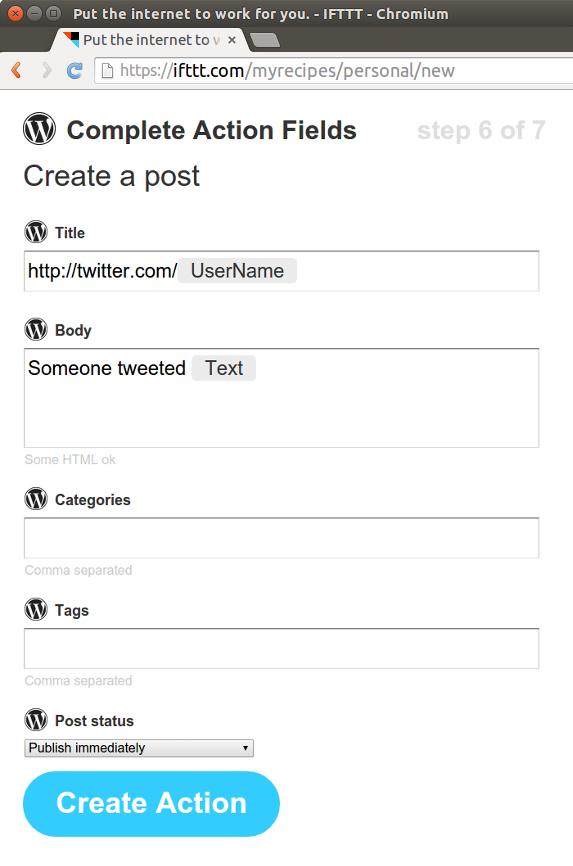 Put the internet to work for you. - IFTTT - Chromium
Put the internet to w
https://ifttt.com/myrecipes/personal/new
Complete Action Fields step 6 of 7
Create a post
Title
http://twitter.com/ UserName
Body
Someone tweeted Text
Some HTML ok
Categories
Comma separated
Tags
Comma separated
Post status
Publish immediately
Create Action